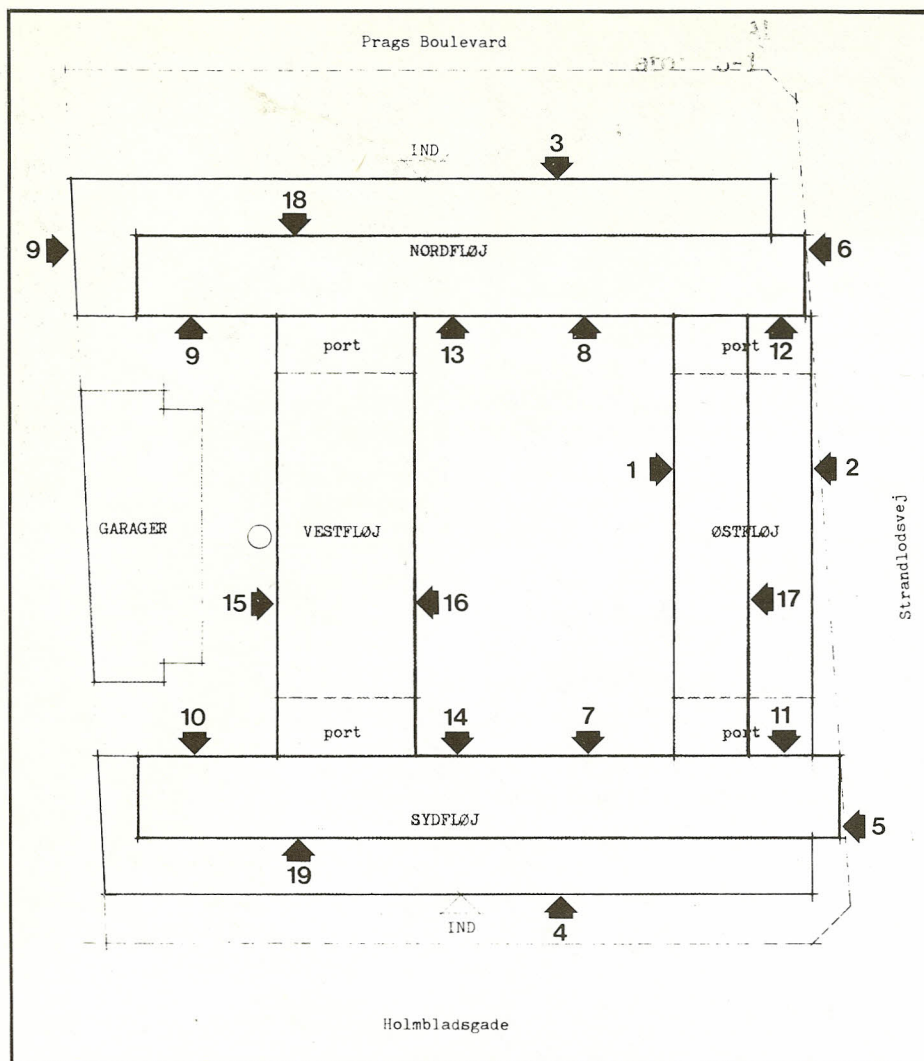 Prags Boulevard
IND
3
18
9
NORDFLØJ
6
9
port
13
8
port
12
1
2
GARAGER
VESTFLØJ
ØSTFLØJ
Strandlodsvej
15
16
17
10
port
14
7
port
11
SYDFLØJ
5
19
IND
4
Holmbladsgade